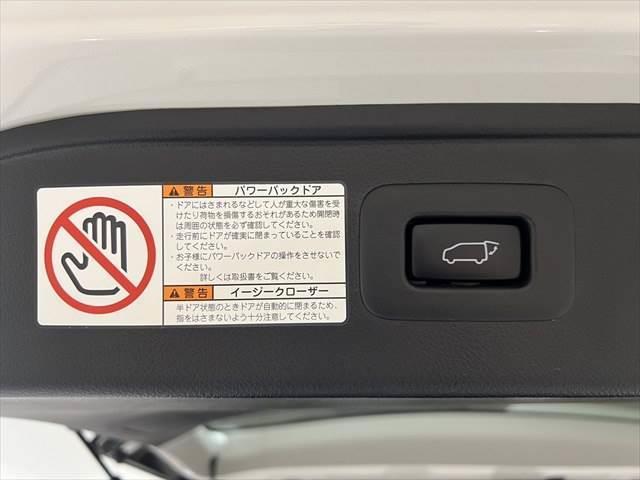 警告 パワーバックドア
・ドアにはさまれるなどして人が重大な傷害を受
けたり荷物を損傷するおそれがあるため開閉時
は周囲の状態を必ず確認してください。
・走行前にドアが確実に閉まっていることを確認
してください。
・お子様にパワーバックドアの操作をさせないで
ください。
詳しくは取扱書をご覧ください。
警告 イージークローザー
半ドア状態のときドアが自動的に閉まるため、
指をはさまないよう十分注意してください。